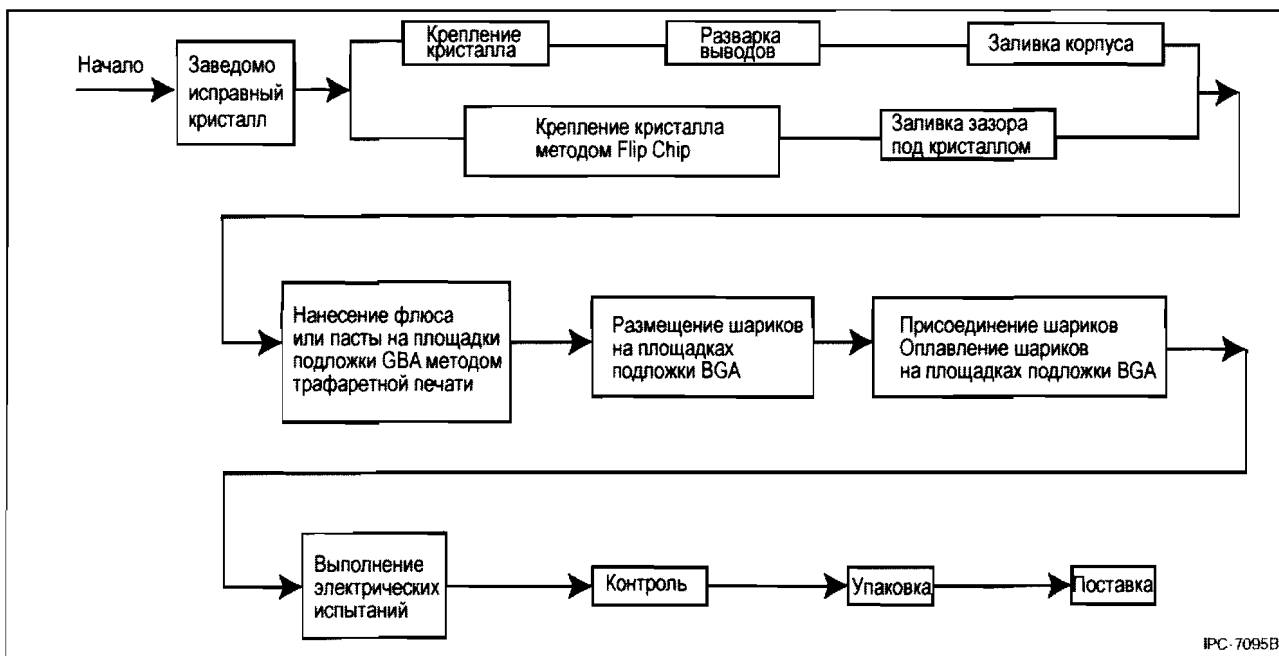 Начало
Заведомо
исправный
кристалл
Крепление
кристалла
Разварка
выводов
Заливка корпуса
Крепление кристалла
методом Flip Chip
Заливка зазора
под кристаллом
Нанесение флюса
или пасты на площадки
подложки GBA методом
трафаретной печати
Размещение шариков
на площадках
подложки BGA
Присоединение шариков
Оплавление шариков
на площадках подложки BGA
Выполнение
электрических
испытаний
Контроль
Упаковка
Поставка
IPC-7095B